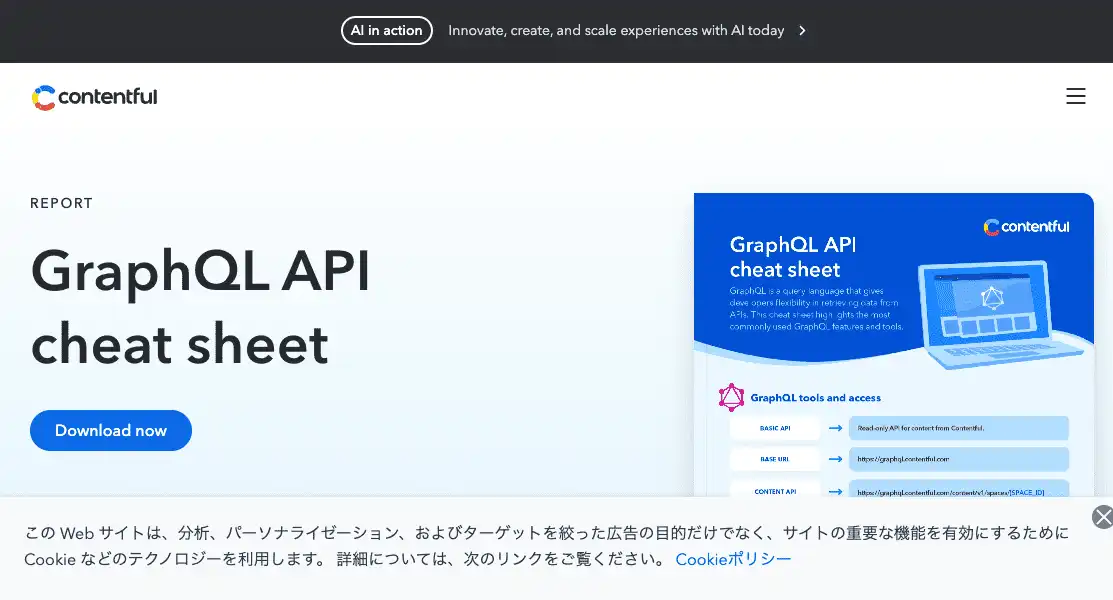 AI in action Innovate, create, and scale experiences with AI today
contentful
REPORT
GraphQL API
cheat sheet
Download now
contentful
GraphQL API
cheat sheet
GraphQL is a query language that gives
developers flexibility in retrieving data from
APIs. This cheat sheet highlights the most
commonly used GraphQL features and tools.
GraphQL tools and access
BASIC API Read-only API for content from Contentful.
BASE URL https://graphql.contentful.com
CONTENT API https://graphql.contentful.com/content/v1/spaces/[SPACE_ID]
この Web サイトは、分析、パーソナライゼーション、およびターゲットを絞った広告の目的だけでなく、サイトの重要な機能を有効にするために
Cookie などのテクノロジーを利用します。 詳細については、次のリンクをご覧ください。 Cookieポリシー